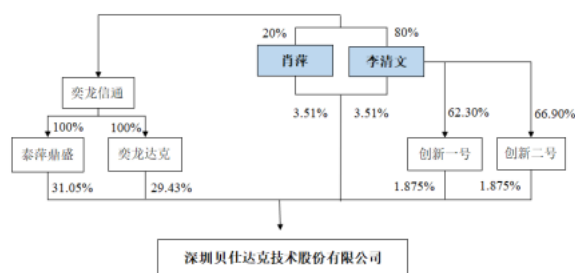 20%
80%
肖萍
李清文
奕龙信通
3.51%
3.51%
62.30%
66.90%
100%
100%
泰萍鼎盛
奕龙达克
创新一号
创新二号
31.05%
29.43%
1.875%
1.875%
深圳贝仕达克技术股份有限公司